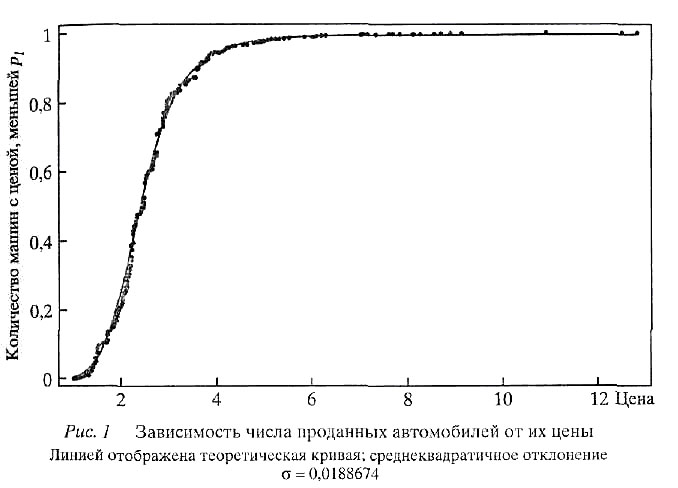 Количество машин с ценой, меньшей p1
1
0,8
0,6
0,4
0,2
0
2
4
6
8
10
12 Цена
Рис. 1 Зависимость числа проданных автомобилей от их цены
Линией отображена теоретическая кривая; среднеквадратичное отклонение
σ = 0,0188674